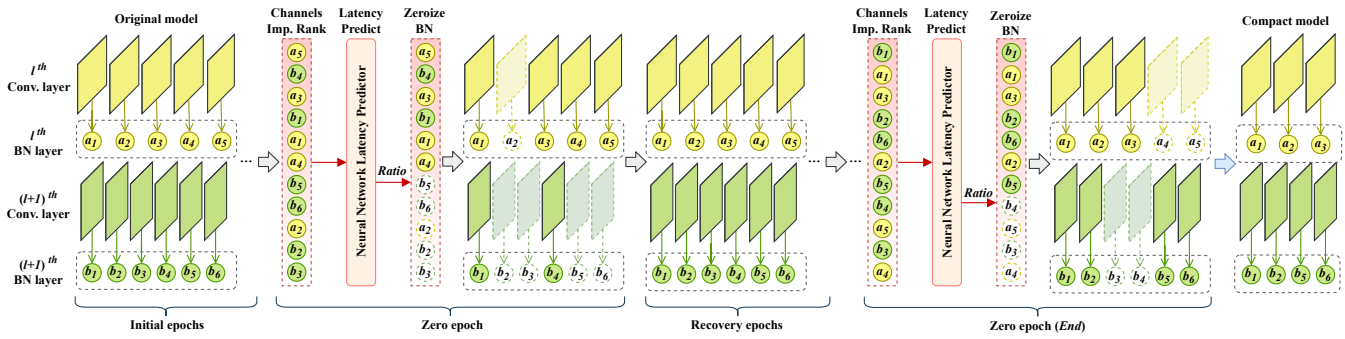 Original model
l th
Conv. layer
l th
BN layer
(l+1) th
Conv. layer
(l+1) th
BN layer
a1 a2 a3 a4 a5
b1 b2 b3 b4 b5 b6
...
Initial epochs
Channels
Imp. Rank
a5
b4
a3
b1
a1
a4
b5
b6
a2
b2
b3
Latency
Predict
Neural Network Latency Predictor
Ratio
Zeroize
BN
a5
b4
a3
b1
a1
a4
b5
b6
a2
b2
b3
a1 a2 a3 a4 a5
b1 b2 b3 b4 b5 b6
Zero epoch
a1 a2 a3 a4 a5
b1 b2 b3 b4 b5 b6
Recovery epochs
... ...
Channels
Imp. Rank
b1
a1
a3
b2
b6
a2
b5
b4
a5
b3
a4
Latency
Predict
Neural Network Latency Predictor
Ratio
Zeroize
BN
b1
a1
a3
b2
b6
a2
b5
b4
a5
b3
a4
a1 a2 a3 a4 a5
b1 b2 b3 b4 b5 b6
Zero epoch (End)
Compact model
a1 a2 a3
b1 b2 b5 b6